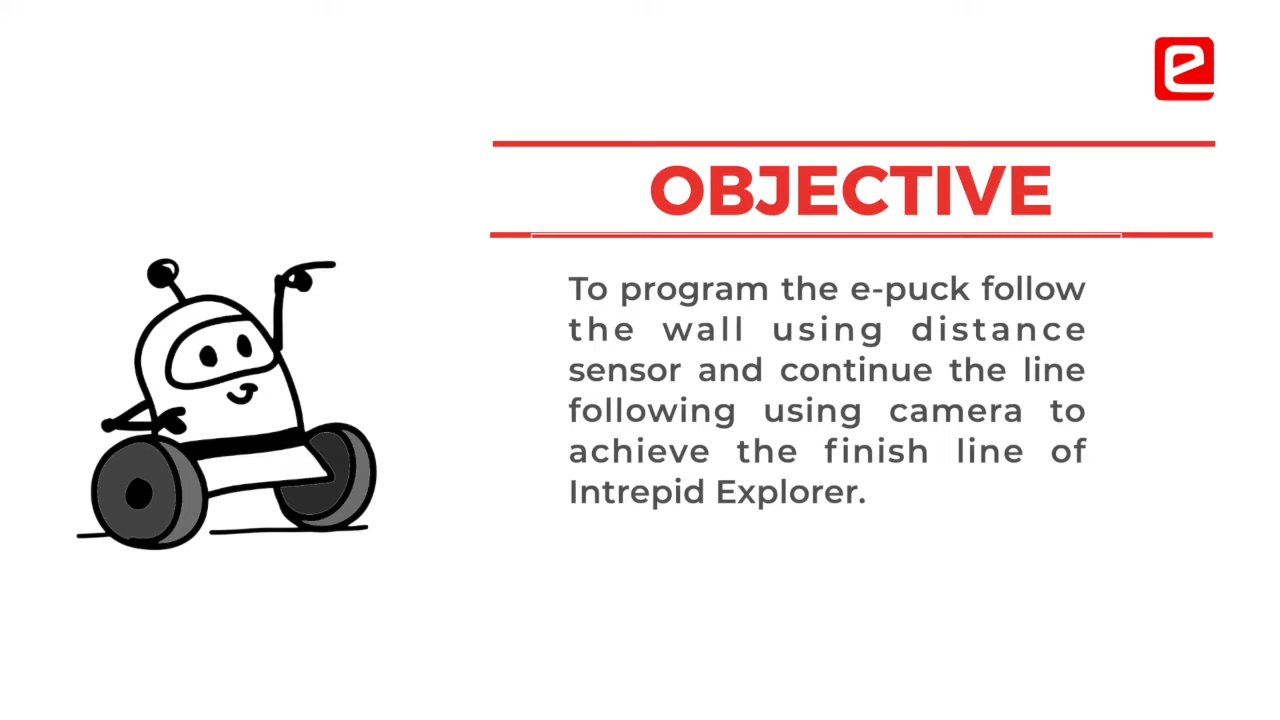 e
OBJECTIVE
To program the e-puck follow
the wall using distance
sensor and continue the line
following using camera to
achieve the finish line of
Intrepid Explorer.